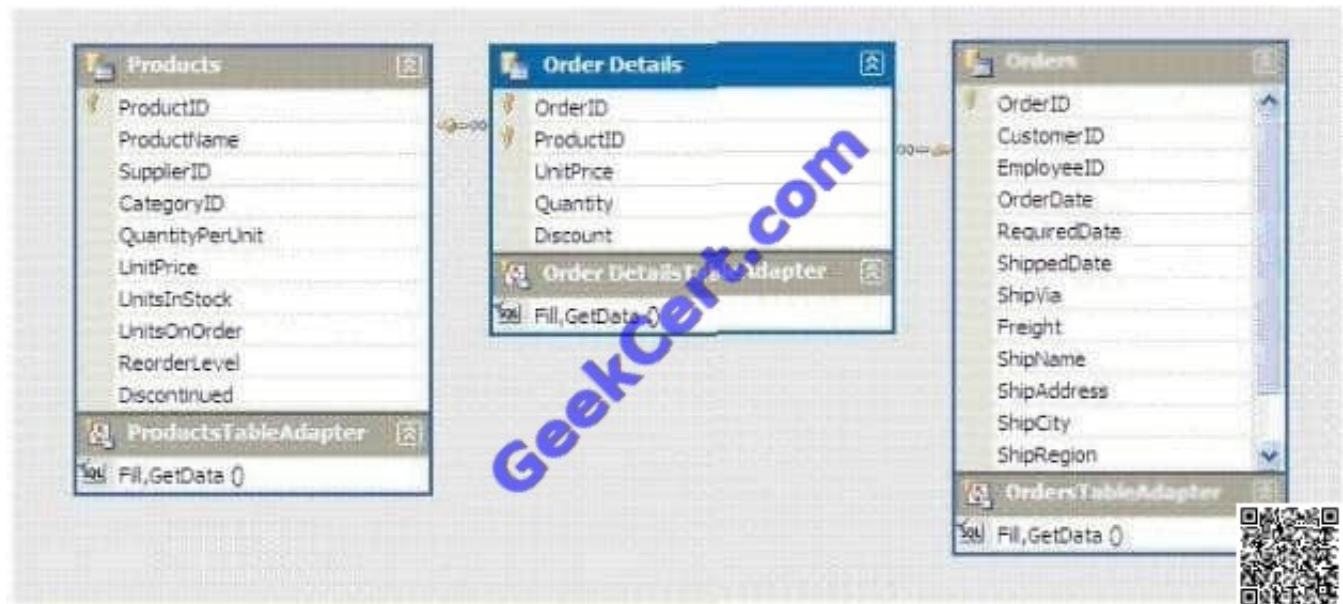 Products
ProductID
ProductName
SupplierID
CategoryID
QuantityPerUnit
UnitPrice
UnitsInStock
UnitsOnOrder
ReorderLevel
Discontinued
ProductsTableAdapter
Fill,GetData ()
Order Details
OrderID
ProductID
UnitPrice
Quantity
Discount
Order DetailsTableAdapter
Fill,GetData ()
Orders
OrderID
CustomerID
EmployeeID
OrderDate
RequiredDate
ShippedDate
ShipVia
Freight
ShipName
ShipAddress
ShipCity
ShipRegion
OrdersTableAdapter
Fill,GetData ()
GeekCert.com